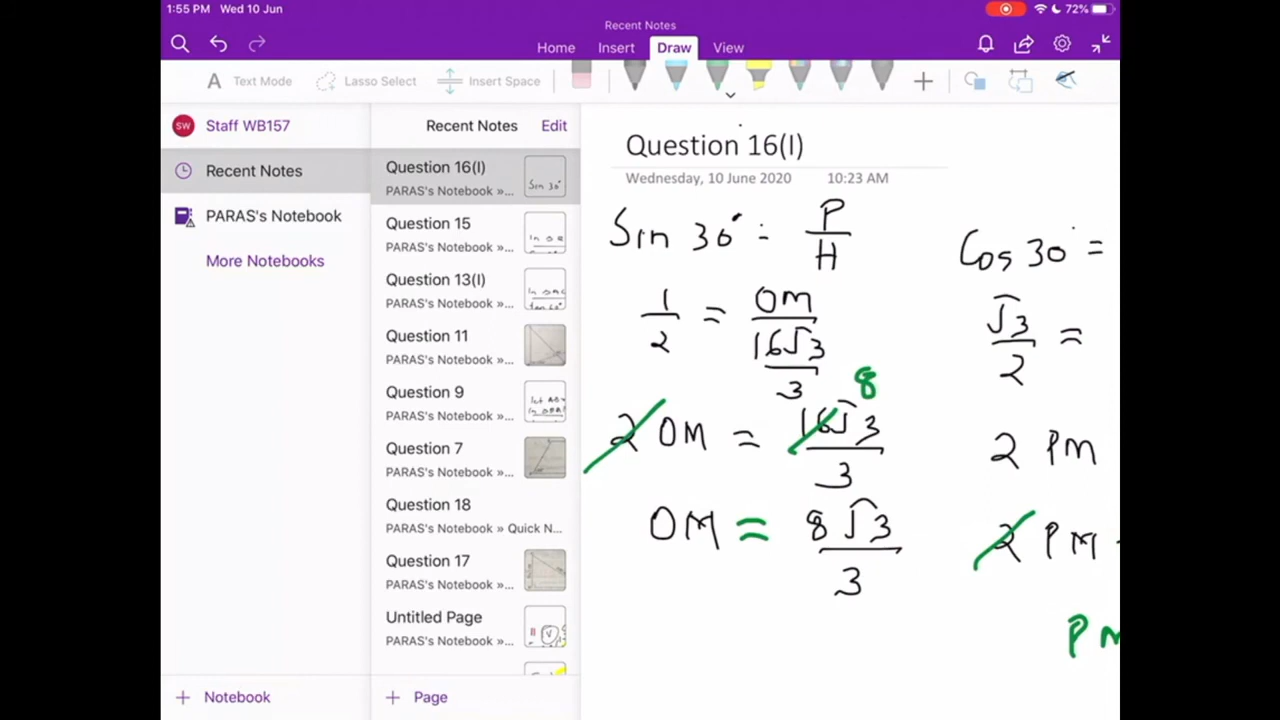 1:55 PM Wed 10 Jun
72%
Recent Notes
Home Insert Draw View
A Text Mode Lasso Select Insert Space
SW Staff WB157
Recent Notes
PARAS's Notebook
More Notebooks
+ Notebook
Recent Notes Edit
Question 16(I)
PARAS's Notebook »...
Sin 30°
Question 15
PARAS's Notebook »...
Question 13(I)
PARAS's Notebook »...
Question 11
PARAS's Notebook »...
Question 9
PARAS's Notebook »...
Question 7
PARAS's Notebook »...
Question 18
PARAS's Notebook » Quick N...
Question 17
PARAS's Notebook »...
Untitled Page
PARAS's Notebook »...
+ Page
Question 16(I)
Wednesday, 10 June 2020 10:23 AM
Sin 30° = P/H
1/2 = OM/(16√3/3)
2 OM = 16√3/3
8
OM = 8√3/3
Cos 30° =
√3/2 =
2 PM
2 PM
PM